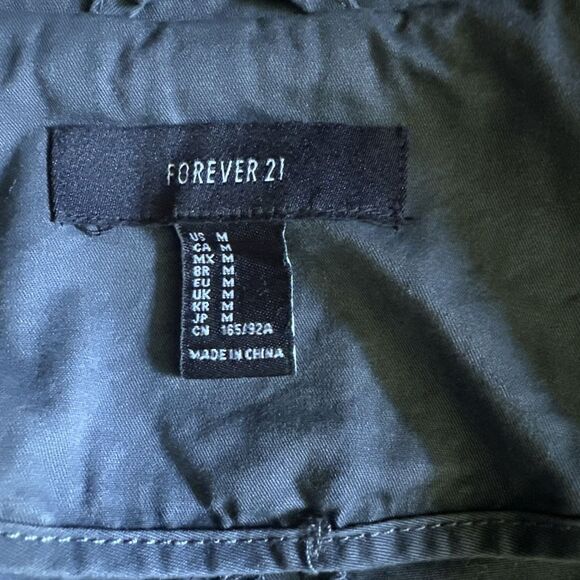 FOREVER 21
US M
CA M
MX M
BR M
EU M
UK M
KR M
JP M
CN 165/92A
MADE IN CHINA